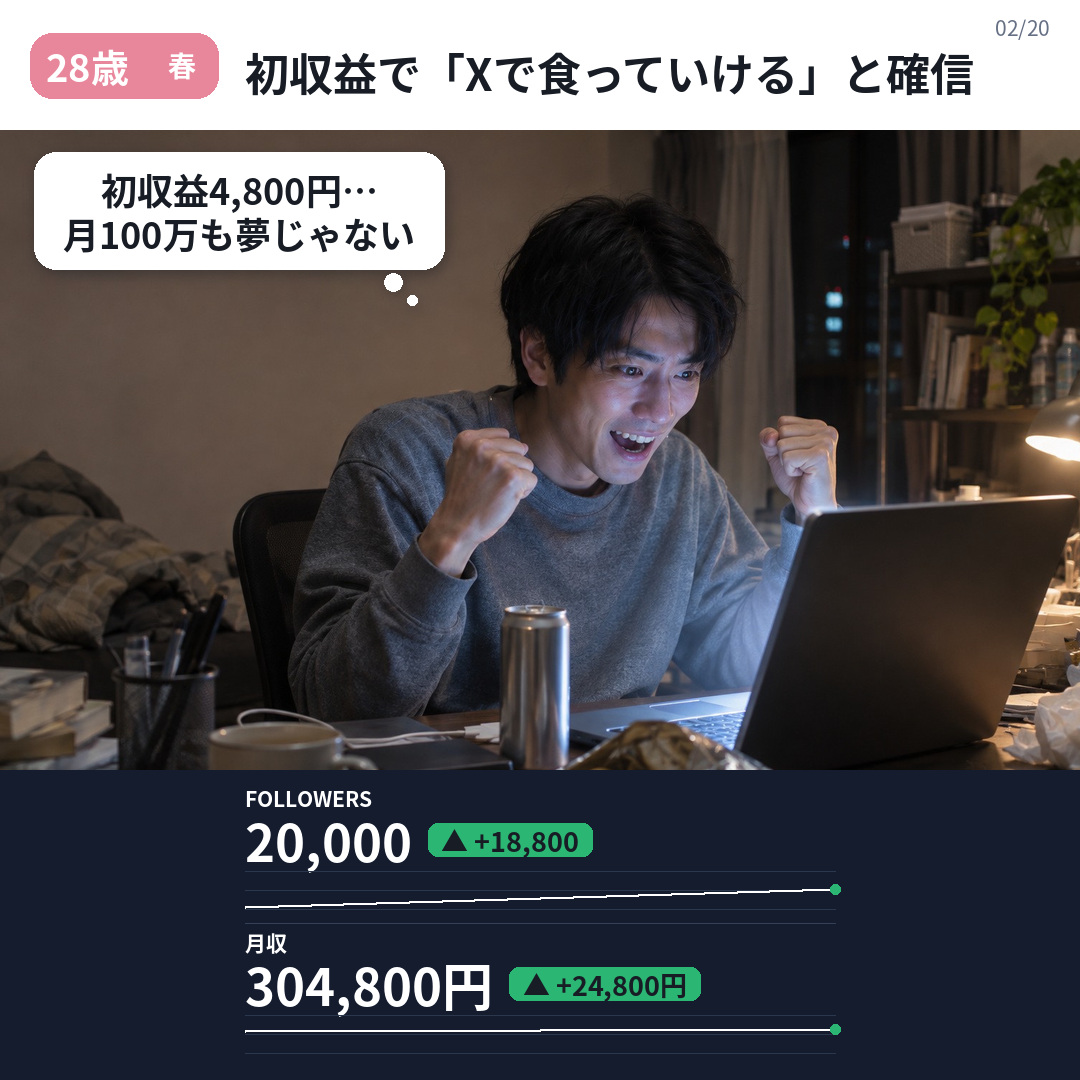 02/20
28歳 春
初収益で「Xで食っていける」と確信
初収益4,800円…
月100万も夢じゃない
FOLLOWERS
20,000 ▲ +18,800
月収
304,800円 ▲ +24,800円